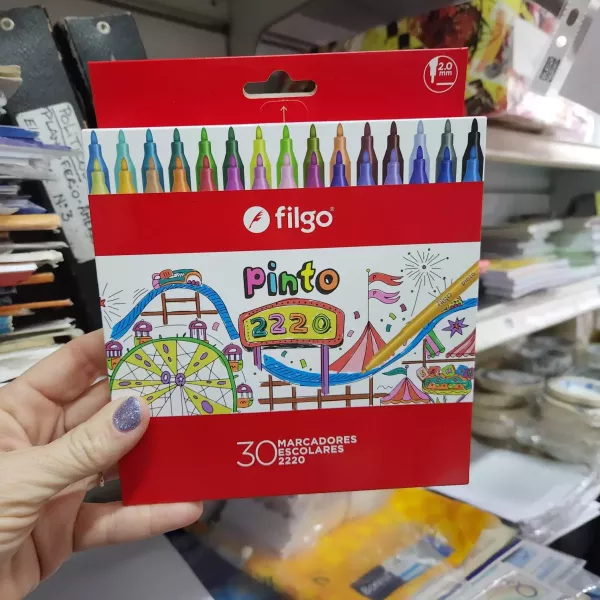 2.0
mm
filgo®
pinto
2220
30 MARCADORES
ESCOLARES
2220